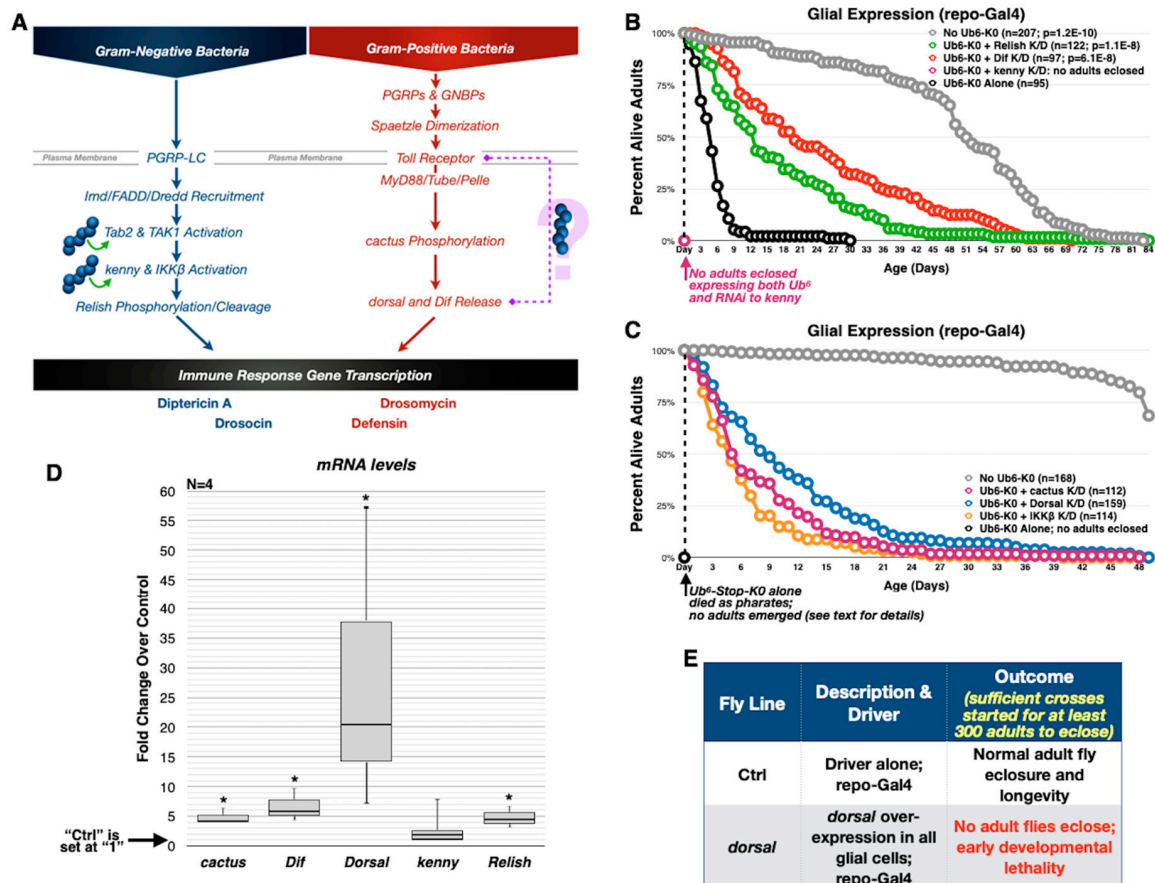 A
Gram-Negative Bacteria
Gram-Positive Bacteria
PGRPs & GNBPs
Spaetzle Dimerization
Plasma Membrane
PGRP-LC
Plasma Membrane
Toll Receptor
MyD88/Tube/Pelle
Imd/FADD/Dredd Recruitment
Tab2 & TAK1 Activation
cactus Phosphorylation
kenny & IKKβ Activation
Relish Phosphorylation/Cleavage
dorsal and Dif Release
?
Immune Response Gene Transcription
Diptericin A
Drosocin
Drosomycin
Defensin
B
Glial Expression (repo-Gal4)
Percent Alive Adults
100%
75%
50%
25%
0%
No Ub6-K0 (n=207; p=1.2E-10)
Ub6-K0 + Relish K/D (n=122; p=1.1E-8)
Ub6-K0 + Dif K/D (n=97; p=6.1E-8)
Ub6-K0 + kenny K/D: no adults eclosed
Ub6-K0 Alone (n=95)
Day 3 6 9 12 15 18 21 24 27 30 33 36 39 42 45 48 51 54 57 60 63 66 69 72 75 78 81 84
Age (Days)
No adults eclosed
expressing both Ub⁶
and RNAi to kenny
C
Glial Expression (repo-Gal4)
Percent Alive Adults
100%
75%
50%
25%
0%
No Ub6-K0 (n=168)
Ub6-K0 + cactus K/D (n=112)
Ub6-K0 + Dorsal K/D (n=159)
Ub6-K0 + IKKβ K/D (n=114)
Ub6-K0 Alone; no adults eclosed
Day 3 6 9 12 15 18 21 24 27 30 33 36 39 42 45 48
Age (Days)
Ub⁶-Stop-K0 alone
died as pharates;
no adults emerged (see text for details)
D
mRNA levels
N=4
Fold Change Over Control
60
55
50
45
40
35
30
25
20
15
10
5
0
* * * *
"Ctrl" is
set at "1"
cactus Dif Dorsal kenny Relish
E
Fly Line
Description &
Driver
Outcome
(sufficient crosses
started for at least
300 adults to eclose)
Ctrl
Driver alone;
repo-Gal4
Normal adult fly
eclosure and
longevity
dorsal
dorsal over-
expression in all
glial cells;
repo-Gal4
No adult flies eclose;
early developmental
lethality